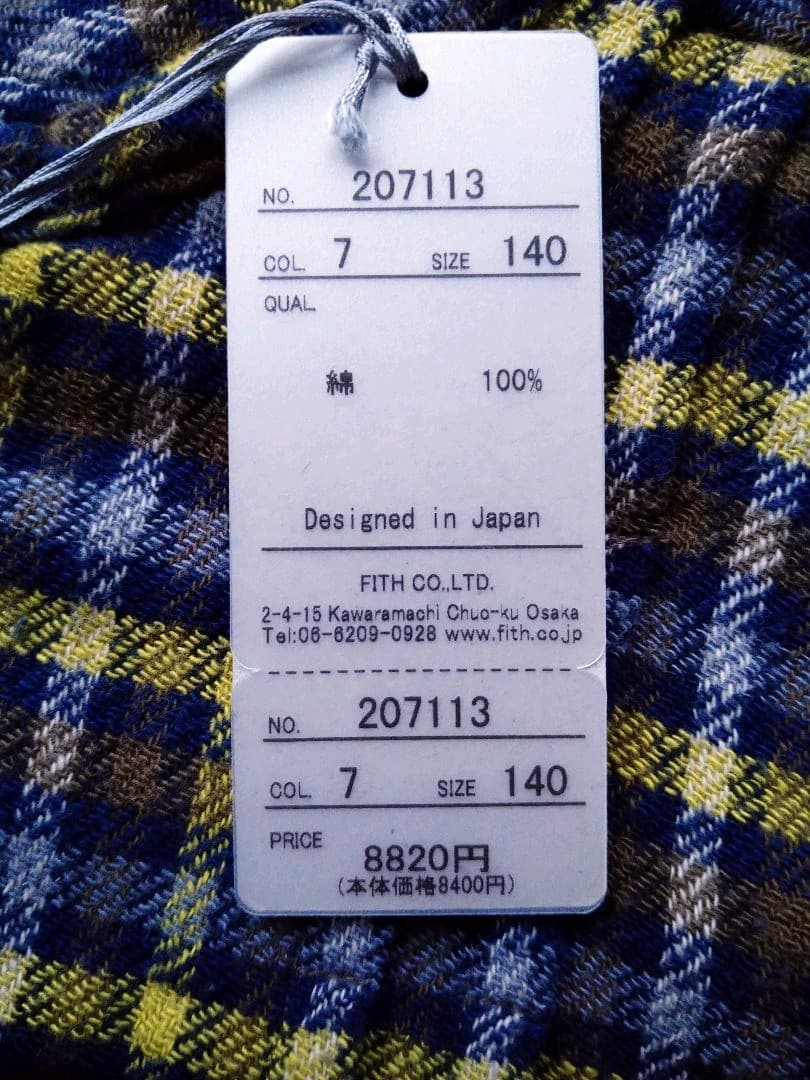 NO. 207113
COL. 7 SIZE 140
QUAL.
綿 100%
Designed in Japan
FITH CO.,LTD.
2-4-15 Kawaramachi Chuo-ku Osaka
Tel:06-6209-0928 www.fith.co.jp
NO. 207113
COL. 7 SIZE 140
PRICE
8820円
(本体価格8400円)